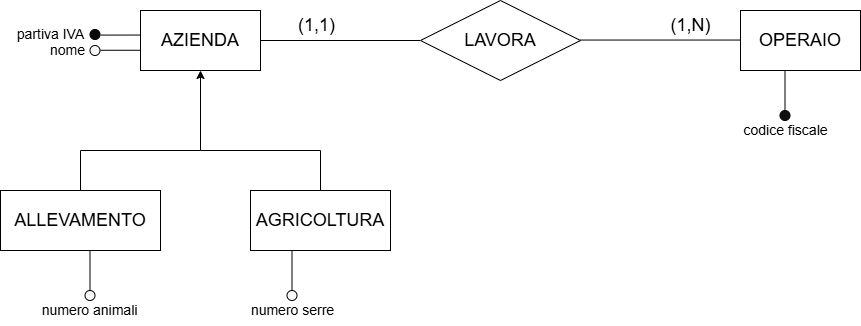 partiva IVA
nome
AZIENDA
(1,1)
LAVORA
(1,N)
OPERAIO
codice fiscale
ALLEVAMENTO
AGRICOLTURA
numero animali
numero serre